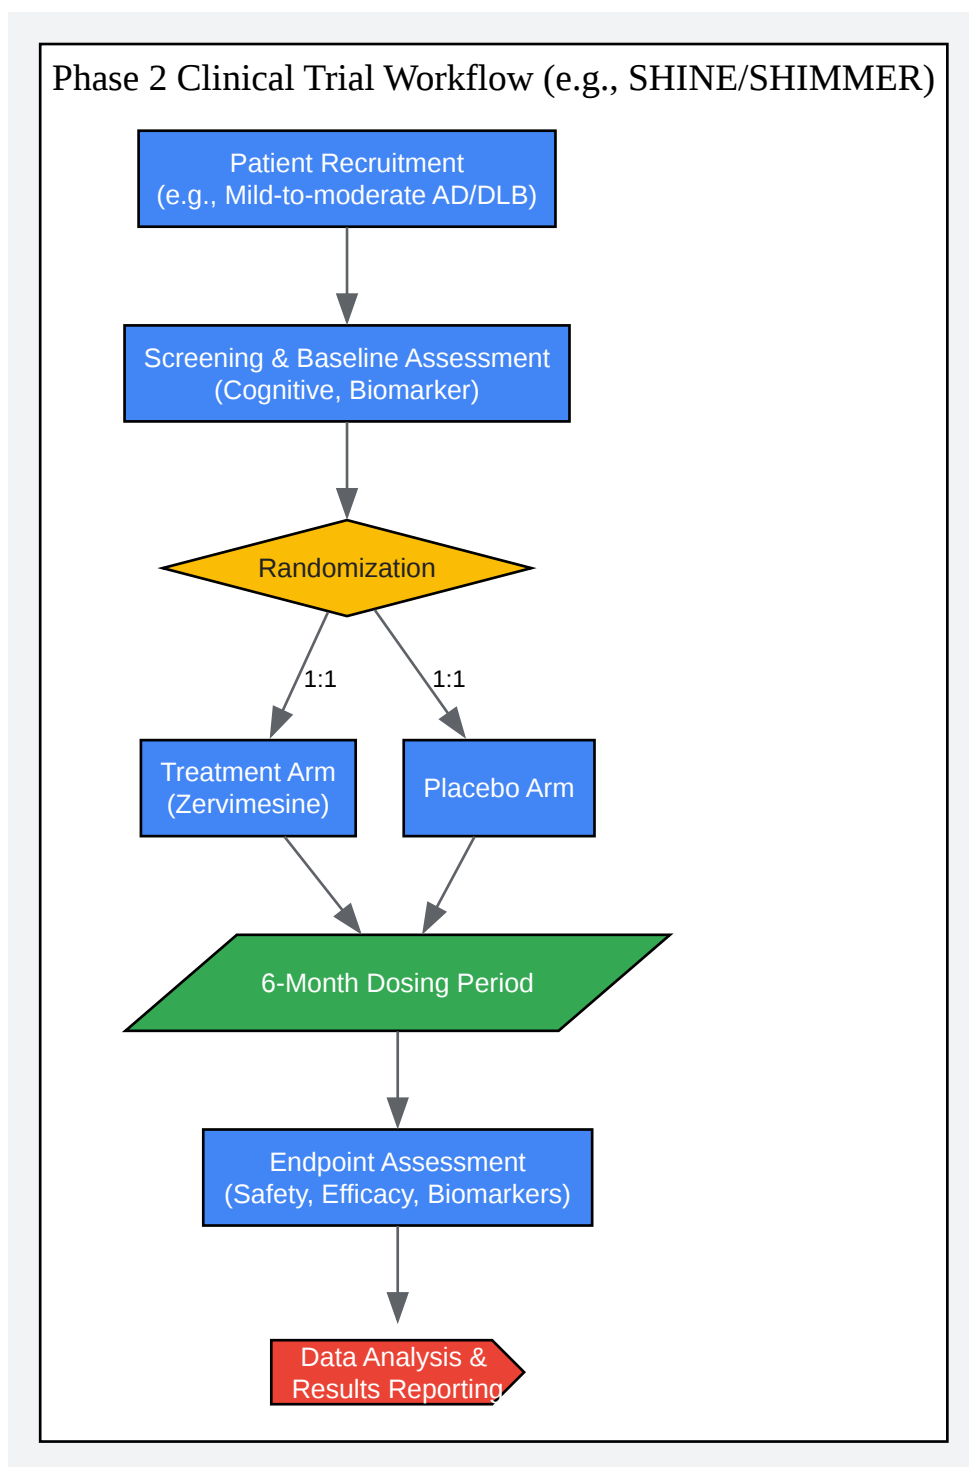 Phase 2 Clinical Trial Workflow (e.g., SHINE/SHIMMER)
Patient Recruitment
(e.g., Mild-to-moderate AD/DLB)
Screening & Baseline Assessment
(Cognitive, Biomarker)
Randomization
1:1
1:1
Treatment Arm
(Zervimesine)
Placebo Arm
6-Month Dosing Period
Endpoint Assessment
(Safety, Efficacy, Biomarkers)
Data Analysis &
Results Reporting